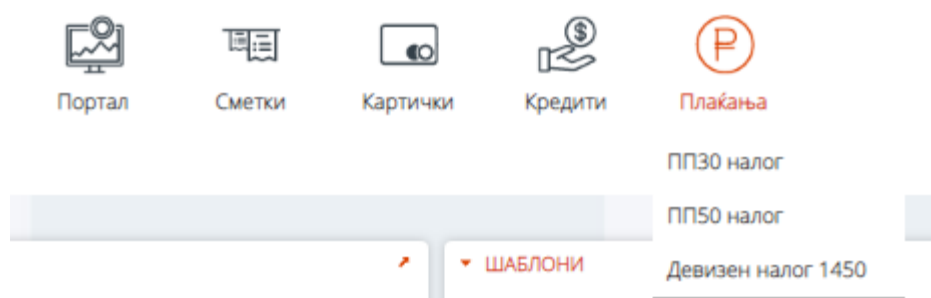 Портал Сметки Картички Кредити Плаќања
ПП30 налог
ПП50 налог
ШАБЛОНИ
Девизен налог 1450